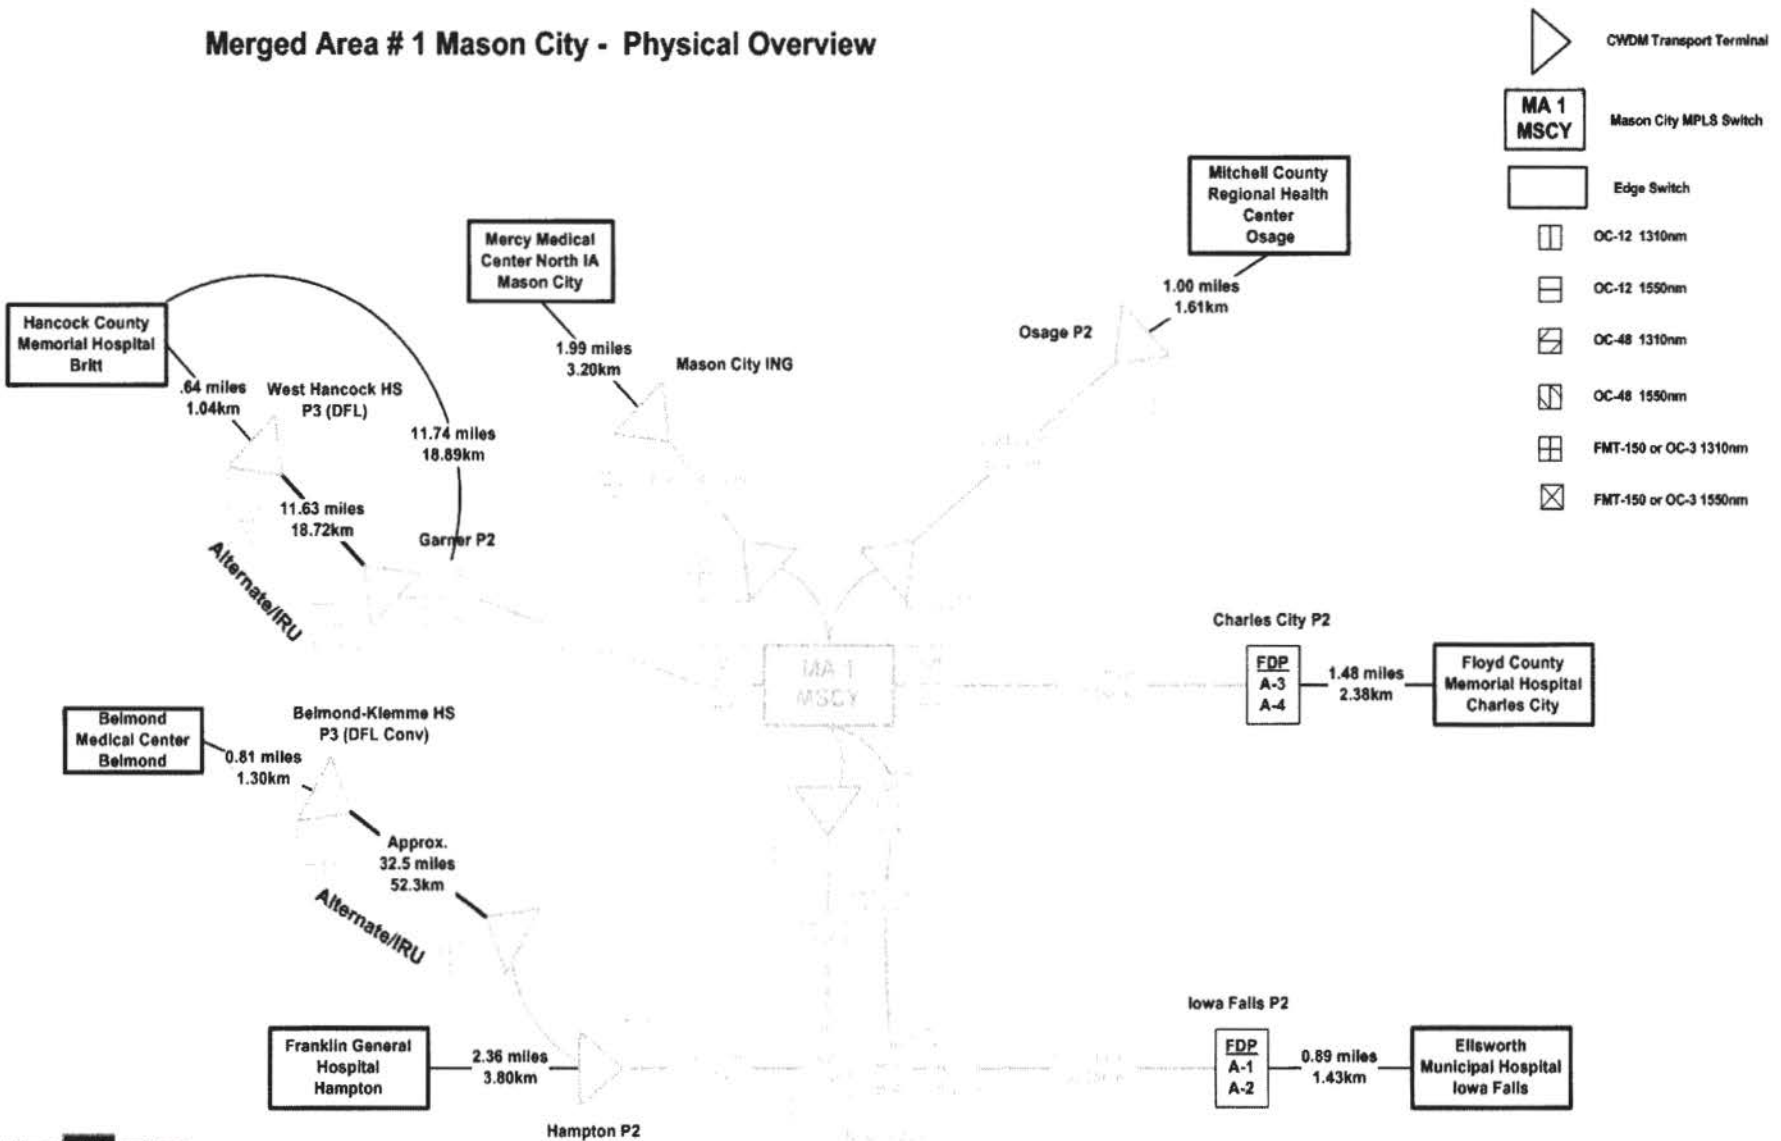 Merged Area # 1 Mason City - Physical Overview
CWDM Transport Terminal
MA 1
MSCY
Mason City MPLS Switch
Edge Switch
OC-12 1310nm
OC-12 1550nm
OC-48 1310nm
OC-48 1550nm
FMT-150 or OC-3 1310nm
FMT-150 or OC-3 1550nm
Mitchell County
Regional Health
Center
Osage
1.00 miles
1.61km
Osage P2
Mercy Medical
Center North IA
Mason City
1.99 miles
3.20km
Mason City ING
Hancock County
Memorial Hospital
Britt
.64 miles
1.04km
West Hancock HS
P3 (DFL)
11.74 miles
18.89km
11.63 miles
18.72km
Garner P2
Alternate/IRU
MA 1
MSCY
Charles City P2
FDP
A-3
A-4
1.48 miles
2.38km
Floyd County
Memorial Hospital
Charles City
Belmond
Medical Center
Belmond
0.81 miles
1.30km
Belmond-Klemme HS
P3 (DFL Conv)
Approx.
32.5 miles
52.3km
Alternate/IRU
Franklin General
Hospital
Hampton
2.36 miles
3.80km
Hampton P2
Iowa Falls P2
FDP
A-1
A-2
0.89 miles
1.43km
Ellsworth
Municipal Hospital
Iowa Falls